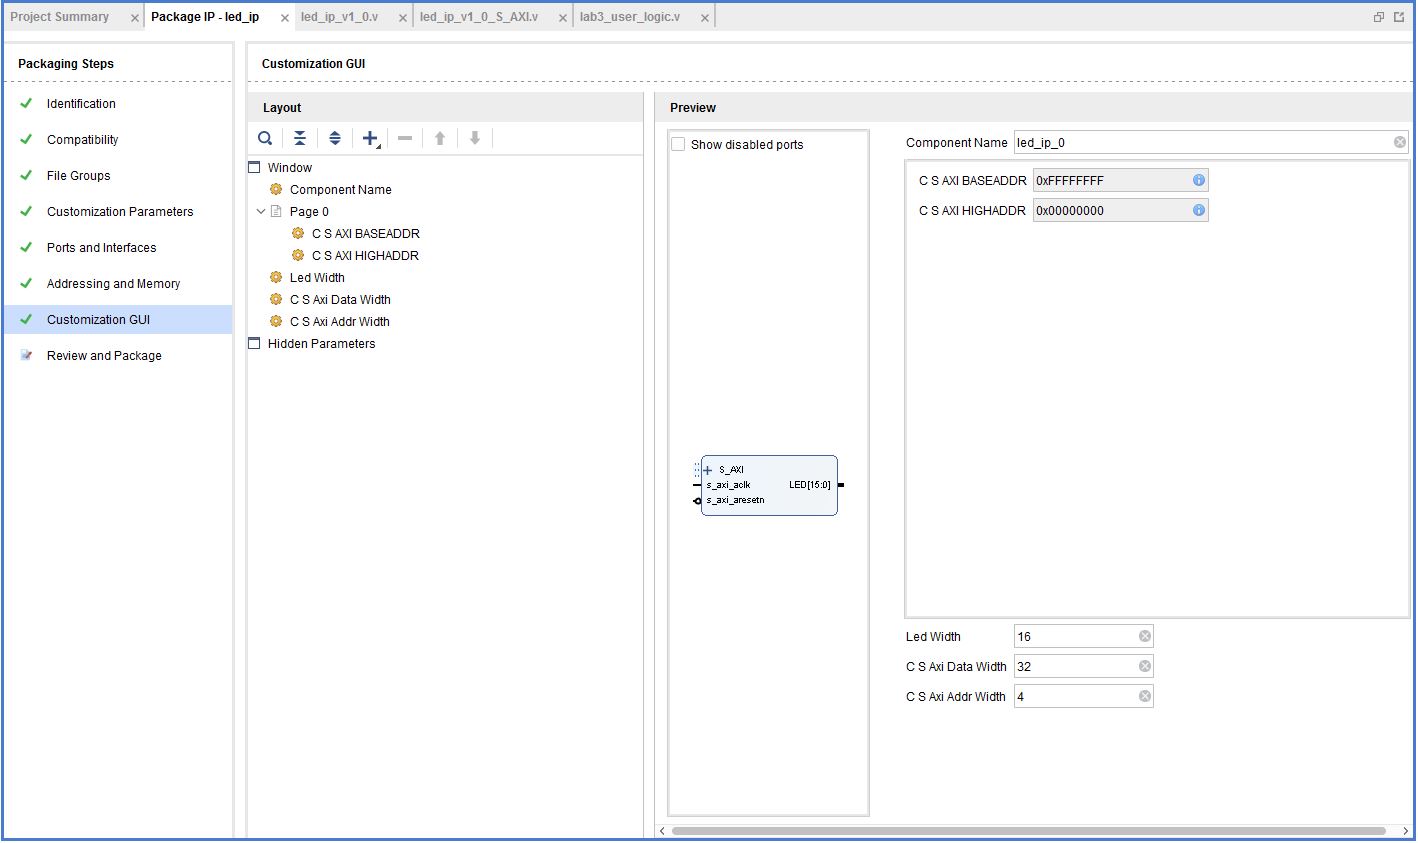 Project Summary
Package IP - led_ip
led_ip_v1_0.v
led_ip_v1_0_S_AXI.v
lab3_user_logic.v
Packaging Steps
Identification
Compatibility
File Groups
Customization Parameters
Ports and Interfaces
Addressing and Memory
Customization GUI
Review and Package
Customization GUI
Layout
Window
Component Name
Page 0
C S AXI BASEADDR
C S AXI HIGHADDR
Led Width
C S Axi Data Width
C S Axi Addr Width
Hidden Parameters
Preview
Show disabled ports
S_AXI
s_axi_aclk LED[15:0]
s_axi_aresetn
Component Name led_ip_0
C S AXI BASEADDR 0xFFFFFFFF
C S AXI HIGHADDR 0x00000000
Led Width 16
C S Axi Data Width 32
C S Axi Addr Width 4